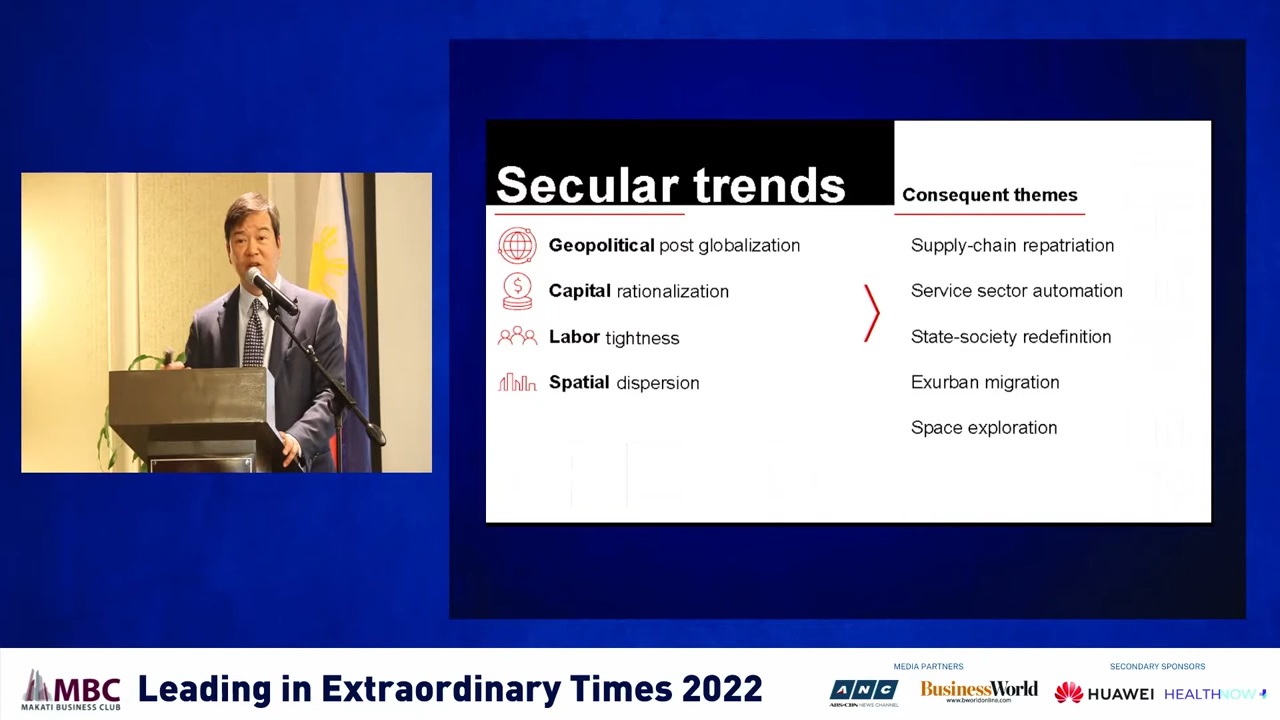 Secular trends
Geopolitical post globalization
Capital rationalization
Labor tightness
Spatial dispersion
Consequent themes
Supply-chain repatriation
Service sector automation
State-society redefinition
Exurban migration
Space exploration
MBC
MAKATI BUSINESS CLUB
Leading in Extraordinary Times 2022
MEDIA PARTNERS
ANC
ABS-CBN NEWS CHANNEL
BusinessWorld
www.bworldonline.com
SECONDARY SPONSORS
HUAWEI
HEALTHNOW